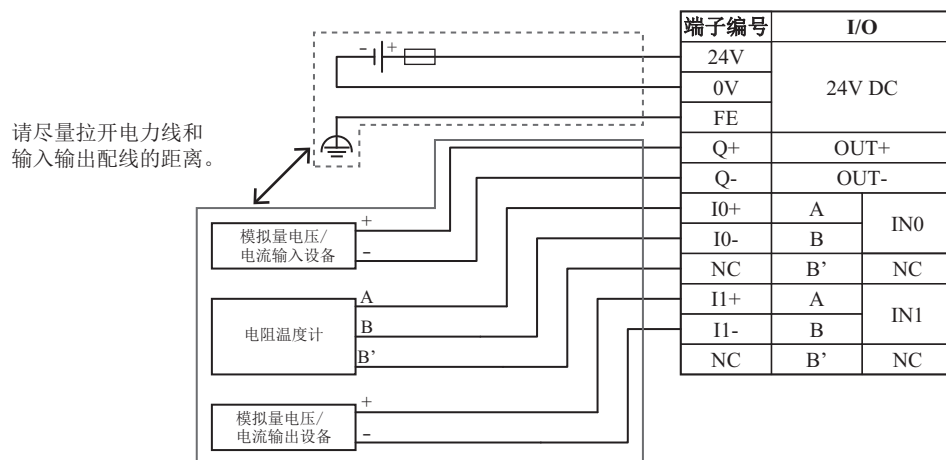 端子编号 I/O
24V
0V 24V DC
FE
Q+ OUT+
Q- OUT-
I0+ A IN0
I0- B
NC B’ NC
I1+ A IN1
I1- B
NC B’ NC
- +
请尽量拉开电力线和
输入输出配线的距离。
模拟量电压/
电流输入设备
+
-
电阻温度计
A
B
B’
模拟量电压/
电流输出设备
+
-